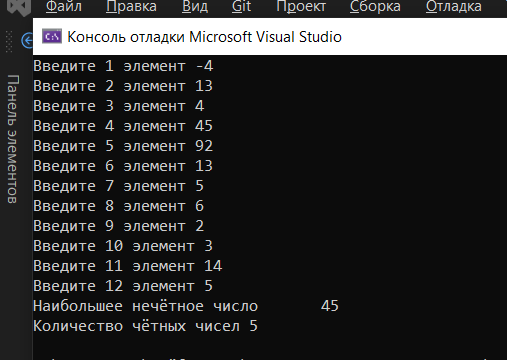 Файл Правка Вид Git Проект Сборка Отладка
Консоль отладки Microsoft Visual Studio
Панель элементов
Введите 1 элемент -4
Введите 2 элемент 13
Введите 3 элемент 4
Введите 4 элемент 45
Введите 5 элемент 92
Введите 6 элемент 13
Введите 7 элемент 5
Введите 8 элемент 6
Введите 9 элемент 2
Введите 10 элемент 3
Введите 11 элемент 14
Введите 12 элемент 5
Наибольшее нечётное число 45
Количество чётных чисел 5